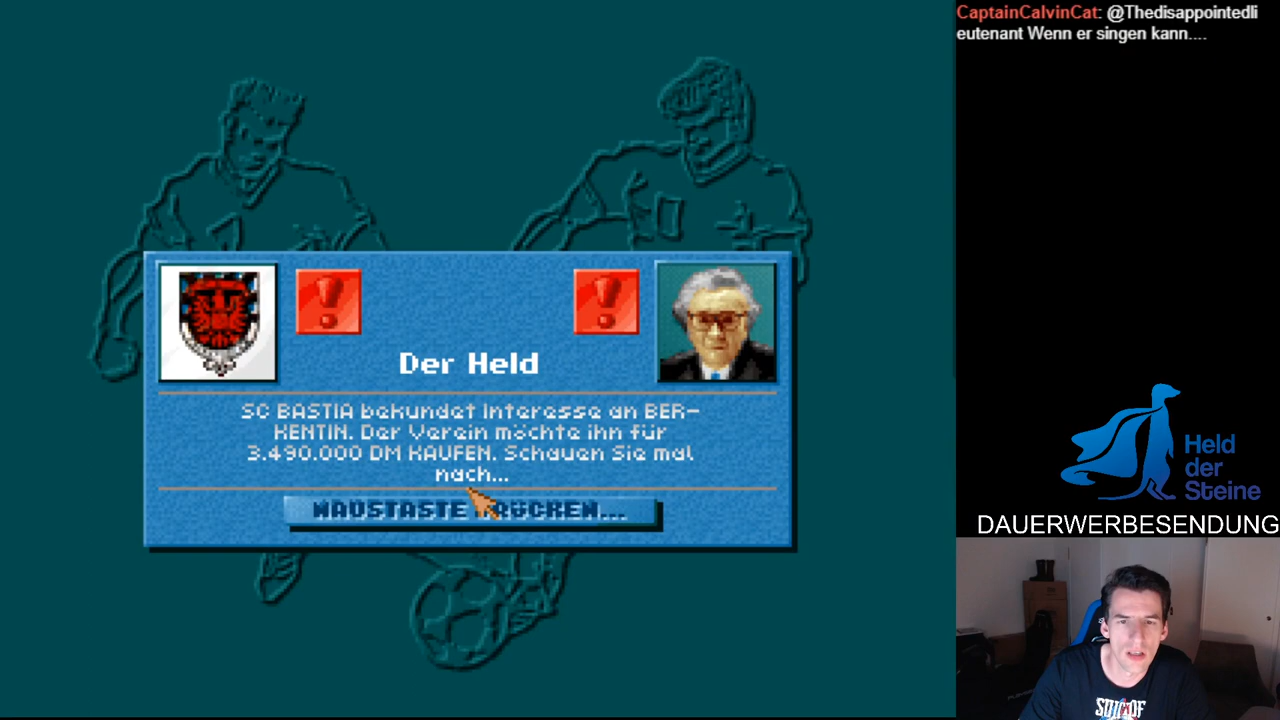 CaptainCalvinCat: @Thedisappointedli
eutenant Wenn er singen kann....
Der Held
SC BASTIA bekundet Interesse an BER-
KENTIN. Der Verein möchte ihn für
3.490.000 DM KAUFEN. Schauen Sie mal
nach...
MAUSTASTE DRÜCKEN...
Held
der
Steine
DAUERWERBESENDUNG